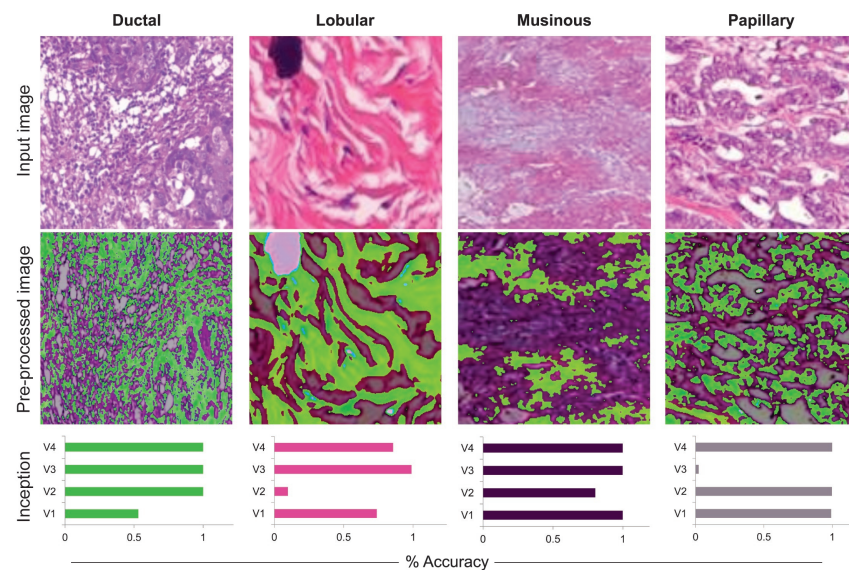 Ductal Lobular Musinous Papillary
Input image
Pre-processed image
Inception
V4 V4 V4 V4
V3 V3 V3 V3
V2 V2 V2 V2
V1 V1 V1 V1
0 0.5 1 0 0.5 1 0 0.5 1 0 0.5 1
% Accuracy